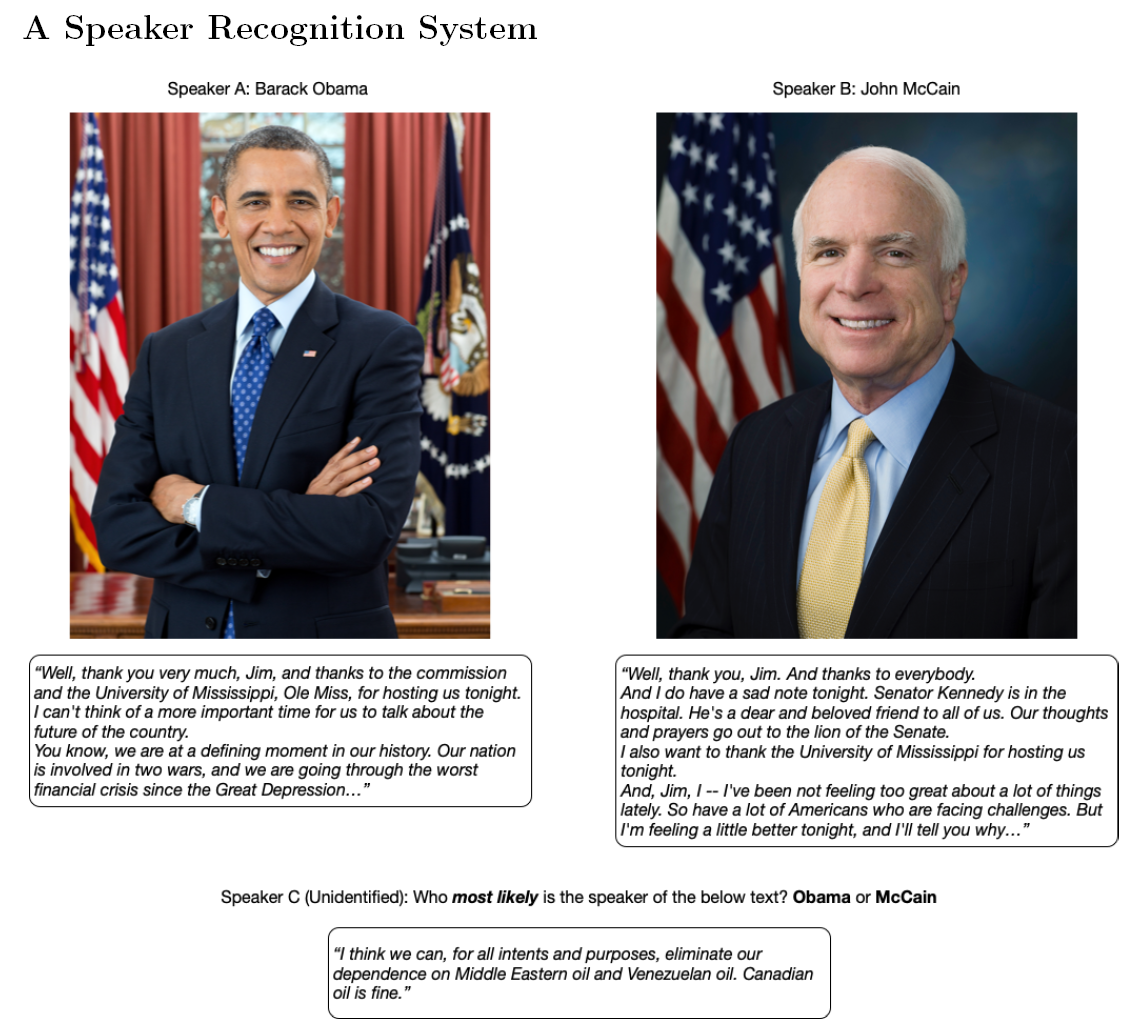 A Speaker Recognition System
Speaker A: Barack Obama
Speaker B: John McCain
“Well, thank you very much, Jim, and thanks to the commission
and the University of Mississippi, Ole Miss, for hosting us tonight.
I can't think of a more important time for us to talk about the
future of the country.
You know, we are at a defining moment in our history. Our nation
is involved in two wars, and we are going through the worst
financial crisis since the Great Depression…”
“Well, thank you, Jim. And thanks to everybody.
And I do have a sad note tonight. Senator Kennedy is in the
hospital. He's a dear and beloved friend to all of us. Our thoughts
and prayers go out to the lion of the Senate.
I also want to thank the University of Mississippi for hosting us
tonight.
And, Jim, I -- I've been not feeling too great about a lot of things
lately. So have a lot of Americans who are facing challenges. But
I'm feeling a little better tonight, and I'll tell you why…”
Speaker C (Unidentified): Who most likely is the speaker of the below text? Obama or McCain
“I think we can, for all intents and purposes, eliminate our
dependence on Middle Eastern oil and Venezuelan oil. Canadian
oil is fine.”